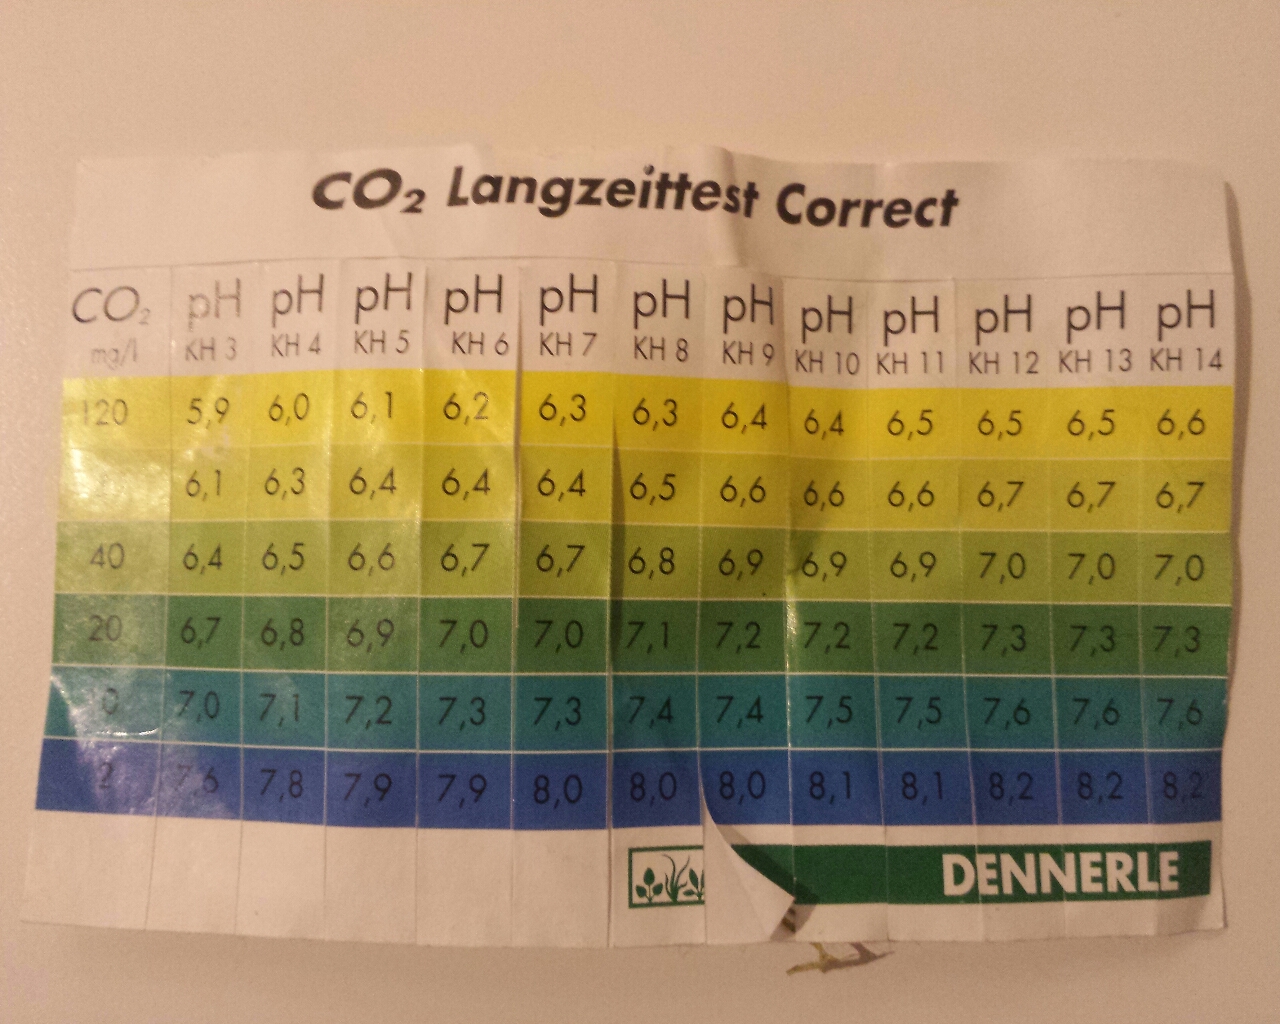 CO₂ Langzeittest Correct
CO₂ pH pH pH pH pH pH pH pH pH pH pH pH
mg/l KH 3 KH 4 KH 5 KH 6 KH 7 KH 8 KH 9 KH 10 KH 11 KH 12 KH 13 KH 14
120 5,9 6,0 6,1 6,2 6,3 6,3 6,4 6,4 6,5 6,5 6,5 6,6
6,1 6,3 6,4 6,4 6,4 6,5 6,6 6,6 6,6 6,7 6,7 6,7
40 6,4 6,5 6,6 6,7 6,7 6,8 6,9 6,9 6,9 7,0 7,0 7,0
20 6,7 6,8 6,9 7,0 7,0 7,1 7,2 7,2 7,2 7,3 7,3 7,3
7,0 7,1 7,2 7,3 7,3 7,4 7,4 7,5 7,5 7,6 7,6 7,6
2 7,6 7,8 7,9 7,9 8,0 8,0 8,0 8,1 8,1 8,2 8,2 8,2
DENNERLE